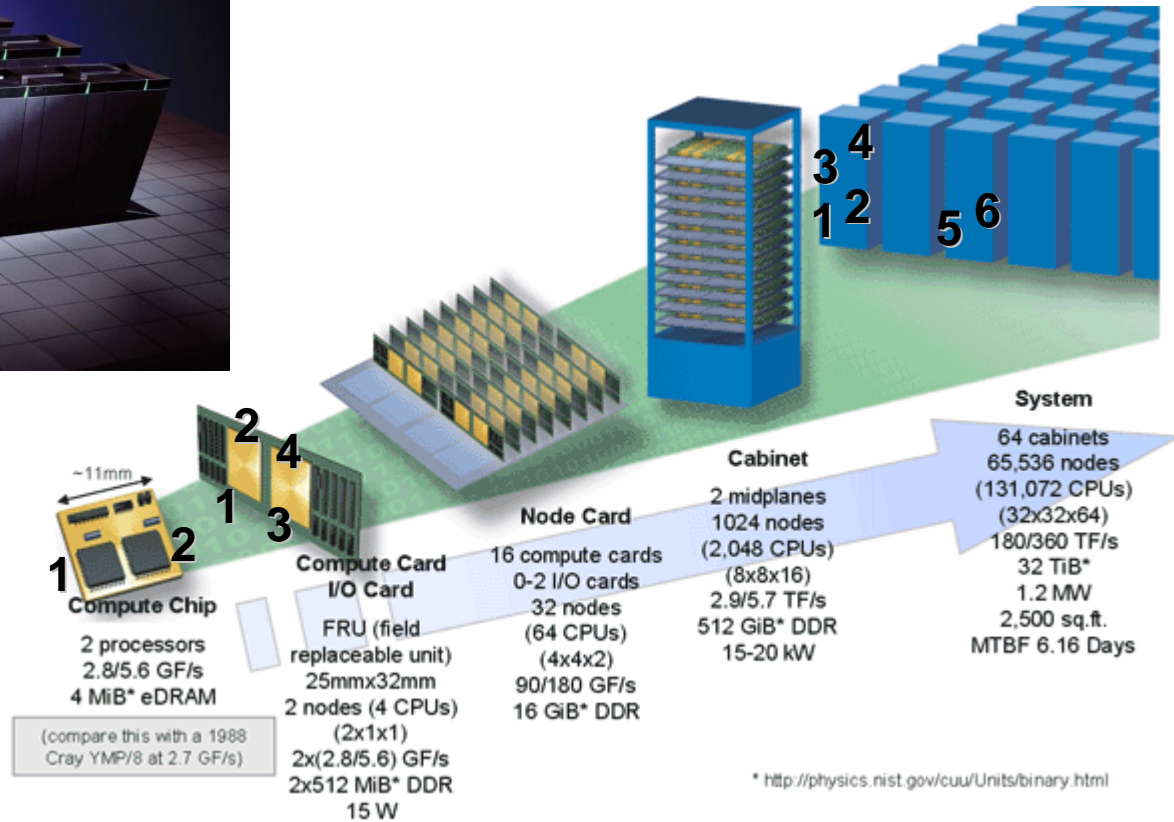 ~11mm
1
2
Compute Chip
2 processors
2.8/5.6 GF/s
4 MiB* eDRAM
(compare this with a 1988
Cray YMP/8 at 2.7 GF/s)
2
4
1
3
Compute Card
I/O Card
FRU (field
replaceable unit)
25mmx32mm
2 nodes (4 CPUs)
(2x1x1)
2x(2.8/5.6) GF/s
2x512 MiB* DDR
15 W
Node Card
16 compute cards
0-2 I/O cards
32 nodes
(64 CPUs)
(4x4x2)
90/180 GF/s
16 GiB* DDR
Cabinet
2 midplanes
1024 nodes
(2,048 CPUs)
(8x8x16)
2.9/5.7 TF/s
512 GiB* DDR
15-20 kW
3 4
1 2
5 6
System
64 cabinets
65,536 nodes
(131,072 CPUs)
(32x32x64)
180/360 TF/s
32 TiB*
1.2 MW
2,500 sq.ft.
MTBF 6.16 Days
* http://physics.nist.gov/cuu/Units/binary.html